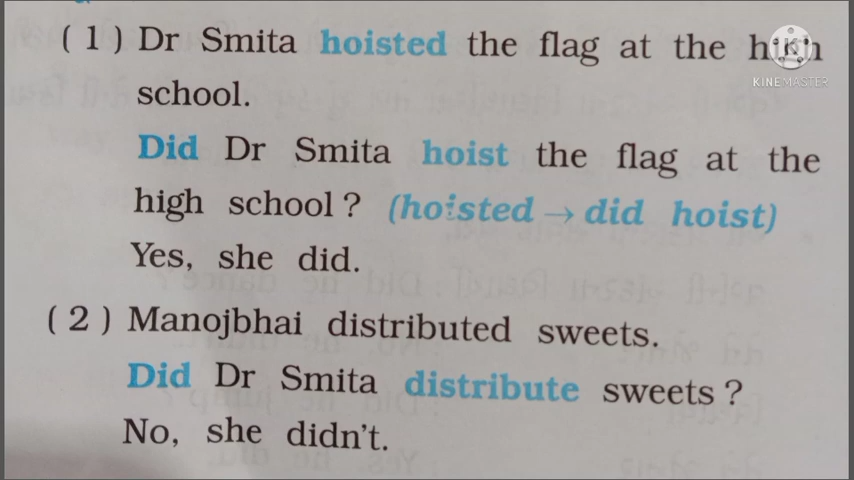 ( 1 ) Dr Smita hoisted the flag at the high
school.
Did Dr Smita hoist the flag at the
high school ? (hoisted → did hoist)
Yes, she did.
( 2 ) Manojbhai distributed sweets.
Did Dr Smita distribute sweets ?
No, she didn't.
K
KINEMASTER